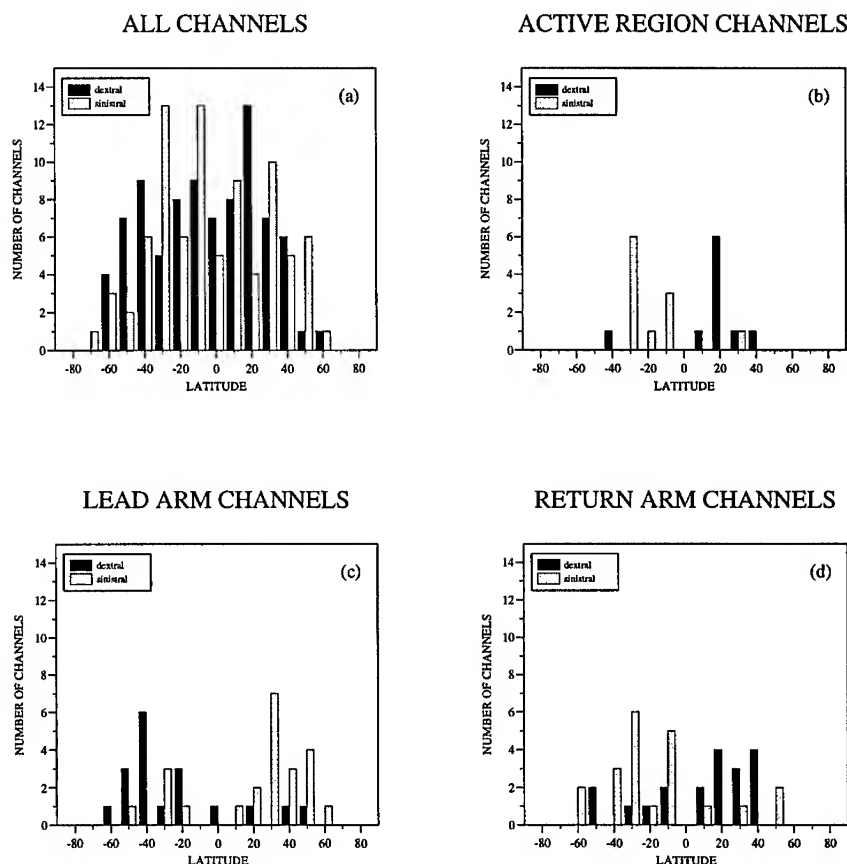 ALL CHANNELS
dextral
sinistral
(a)
14
12
10
8
6
4
2
0
NUMBER OF CHANNELS
-80 -60 -40 -20 0 20 40 60 80
LATITUDE
ACTIVE REGION CHANNELS
dextral
sinistral
(b)
14
12
10
8
6
4
2
0
NUMBER OF CHANNELS
-80 -60 -40 -20 0 20 40 60 80
LATITUDE
LEAD ARM CHANNELS
dextral
sinistral
(c)
14
12
10
8
6
4
2
0
NUMBER OF CHANNELS
-80 -60 -40 -20 0 20 40 60 80
LATITUDE
RETURN ARM CHANNELS
dextral
sinistral
(d)
14
12
10
8
6
4
2
0
NUMBER OF CHANNELS
-80 -60 -40 -20 0 20 40 60 80
LATITUDE